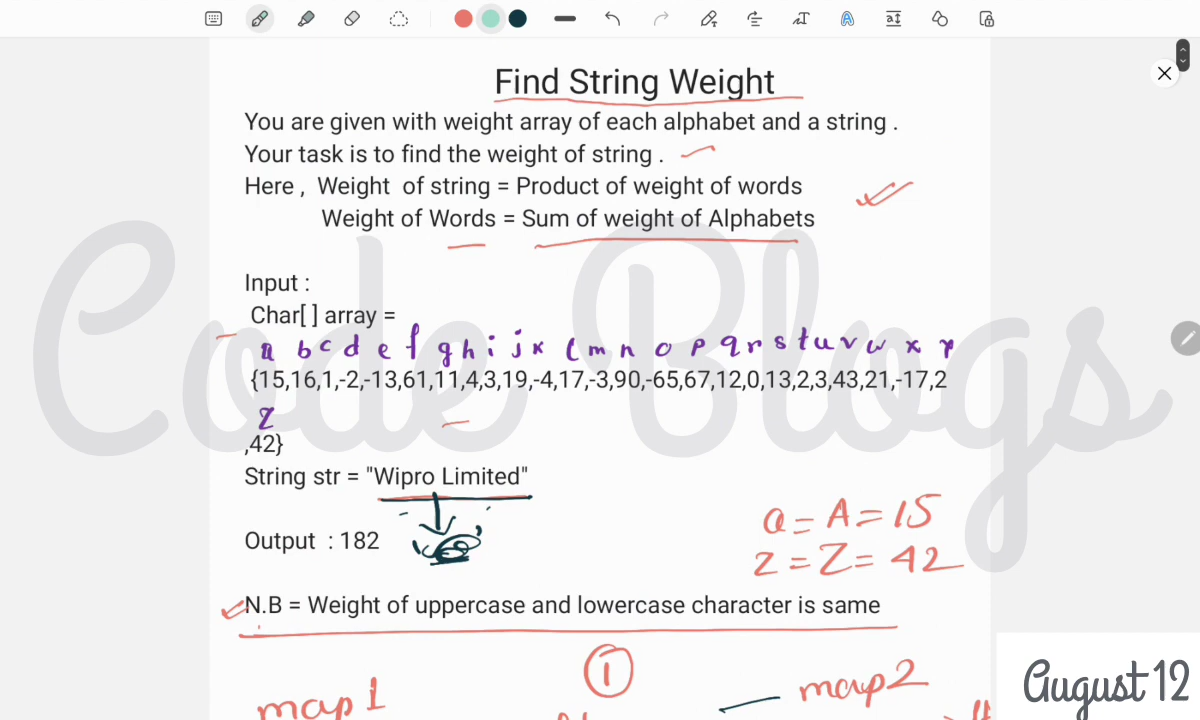 Find String Weight
You are given with weight array of each alphabet and a string .
Your task is to find the weight of string .
Here , Weight of string = Product of weight of words
Weight of Words = Sum of weight of Alphabets
Input :
Char[ ] array =
a b c d e f g h i j k l m n o p q r s t u v w x y
{15,16,1,-2,-13,61,11,4,3,19,-4,17,-3,90,-65,67,12,0,13,2,3,43,21,-17,2
z
,42}
String str = "Wipro Limited"
Output : 182
a = A = 15
z = Z = 42
N.B = Weight of uppercase and lowercase character is same
1
map1
map2
August 12
Code Blogs